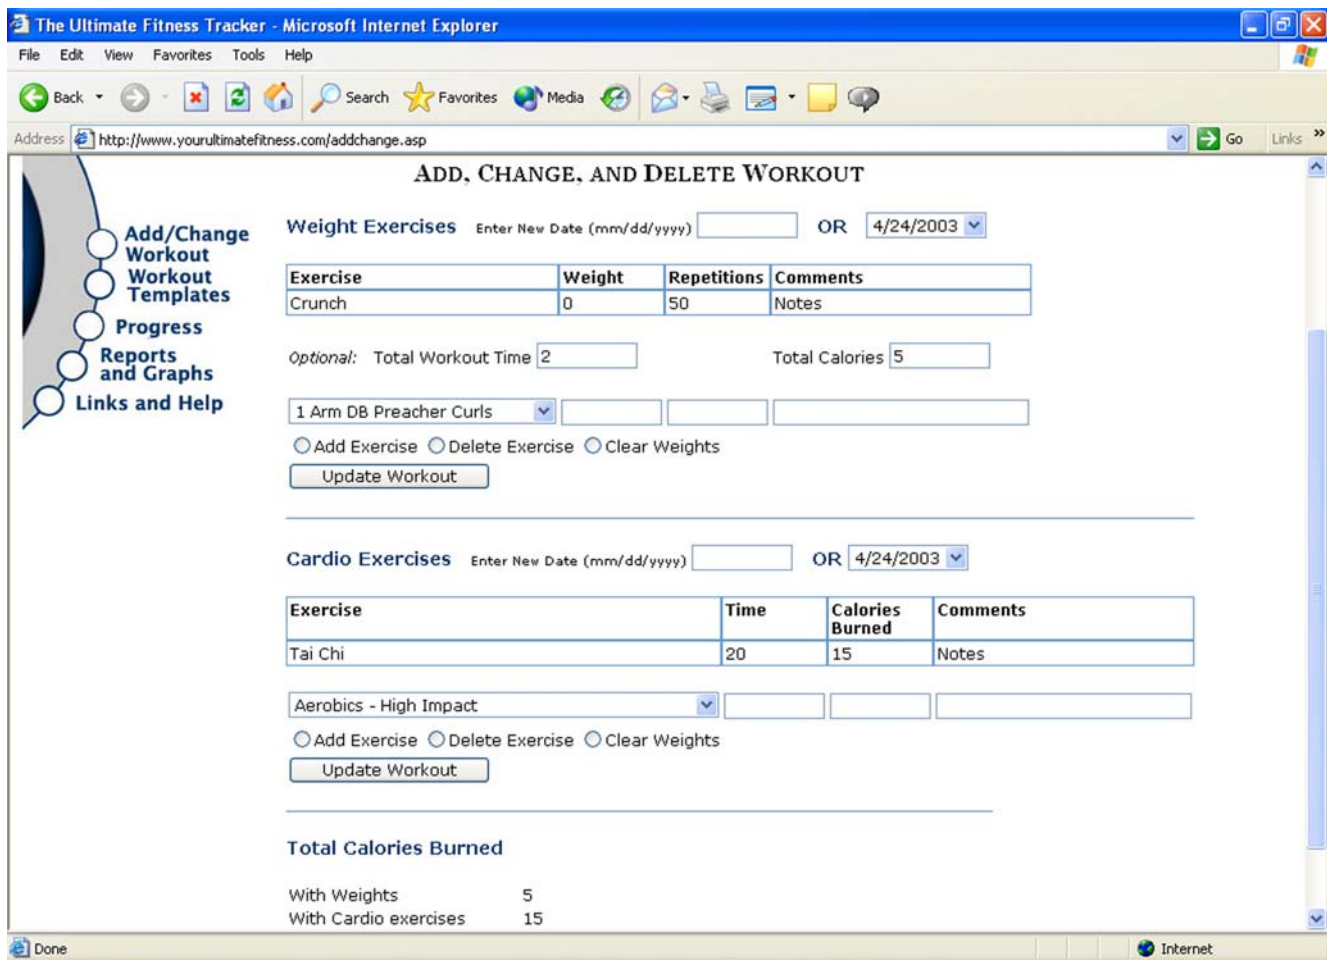 The Ultimate Fitness Tracker - Microsoft Internet Explorer
File Edit View Favorites Tools Help
Back Search Favorites Media
Address http://www.yourultimatefitness.com/addchange.asp Go Links »
ADD, CHANGE, AND DELETE WORKOUT
Add/Change
Workout
Workout
Templates
Progress
Reports
and Graphs
Links and Help
Weight Exercises Enter New Date (mm/dd/yyyy) OR 4/24/2003
Exercise Weight Repetitions Comments
Crunch 0 50 Notes
Optional: Total Workout Time 2 Total Calories 5
1 Arm DB Preacher Curls
Add Exercise Delete Exercise Clear Weights
Update Workout
Cardio Exercises Enter New Date (mm/dd/yyyy) OR 4/24/2003
Exercise Time Calories Comments
Burned
Tai Chi 20 15 Notes
Aerobics - High Impact
Add Exercise Delete Exercise Clear Weights
Update Workout
Total Calories Burned
With Weights 5
With Cardio exercises 15
Done Internet